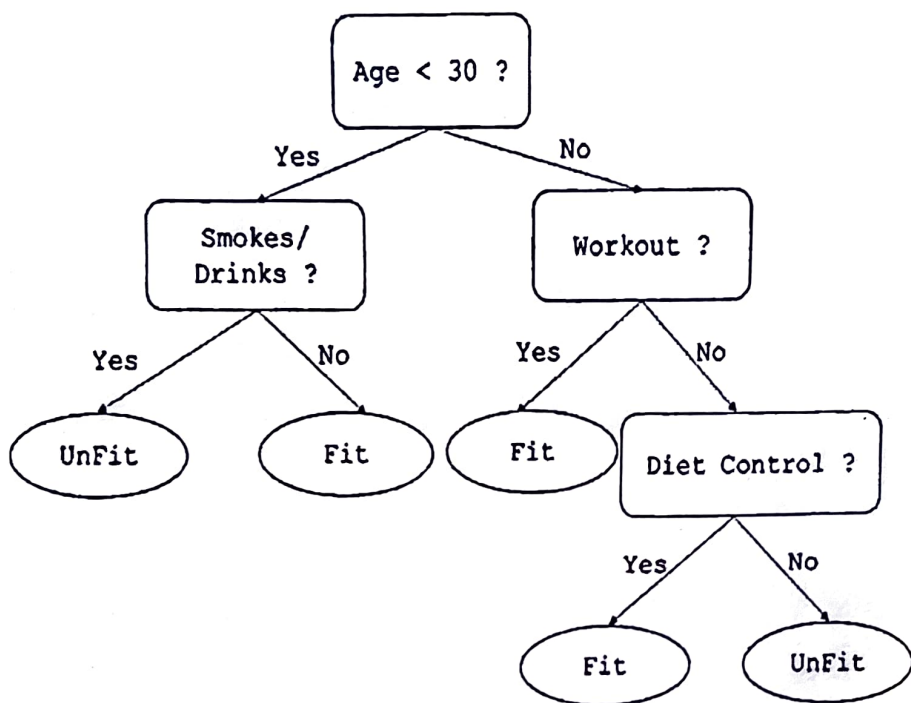 Age < 30 ?
Yes
No
Smokes/
Drinks ?
Workout ?
Yes
No
Yes
No
UnFit
Fit
Fit
Diet Control ?
Yes
No
Fit
UnFit